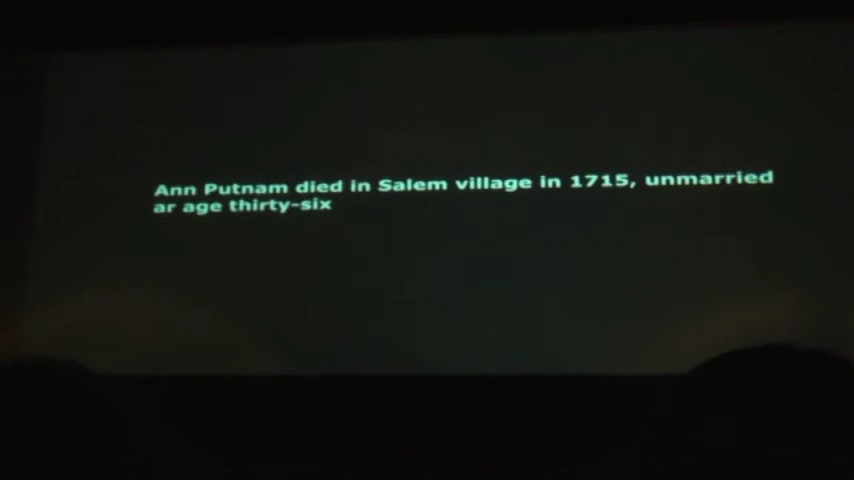 Ann Putnam died in Salem village in 1715, unmarried
ar age thirty-six